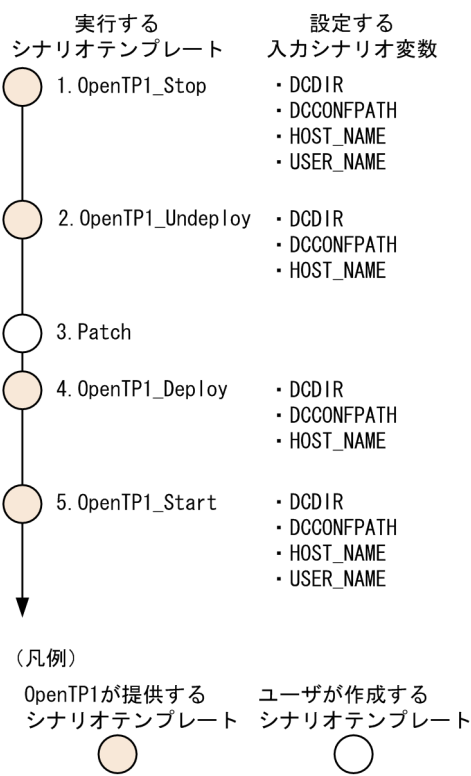 実行する
シナリオテンプレート
設定する
入力シナリオ変数
1.OpenTP1_Stop
・DCDIR
・DCCONFPATH
・HOST_NAME
・USER_NAME
2.OpenTP1_Undeploy
・DCDIR
・DCCONFPATH
・HOST_NAME
3.Patch
4.OpenTP1_Deploy
・DCDIR
・DCCONFPATH
・HOST_NAME
5.OpenTP1_Start
・DCDIR
・DCCONFPATH
・HOST_NAME
・USER_NAME
（凡例）
OpenTP1が提供する
シナリオテンプレート
ユーザが作成する
シナリオテンプレート